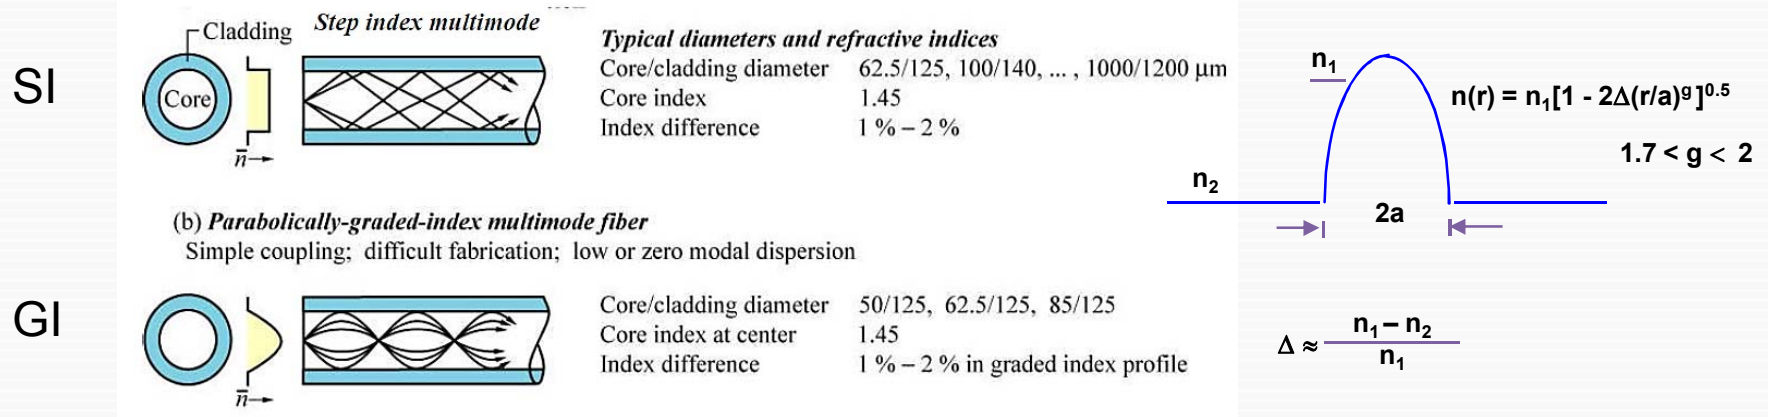 SI
Cladding
Step index multimode
Core
n̅
Typical diameters and refractive indices
Core/cladding diameter 62.5/125, 100/140, ... , 1000/1200 µm
Core index 1.45
Index difference 1 % – 2 %
n₁
n(r) = n₁[1 - 2Δ(r/a)ᵍ ]⁰·⁵
1.7 < g < 2
n₂
2a
(b) Parabolically-graded-index multimode fiber
Simple coupling; difficult fabrication; low or zero modal dispersion
GI
n̅
Core/cladding diameter 50/125, 62.5/125, 85/125
Core index at center 1.45
Index difference 1 % – 2 % in graded index profile
Δ ≈ n₁ – n₂
n₁